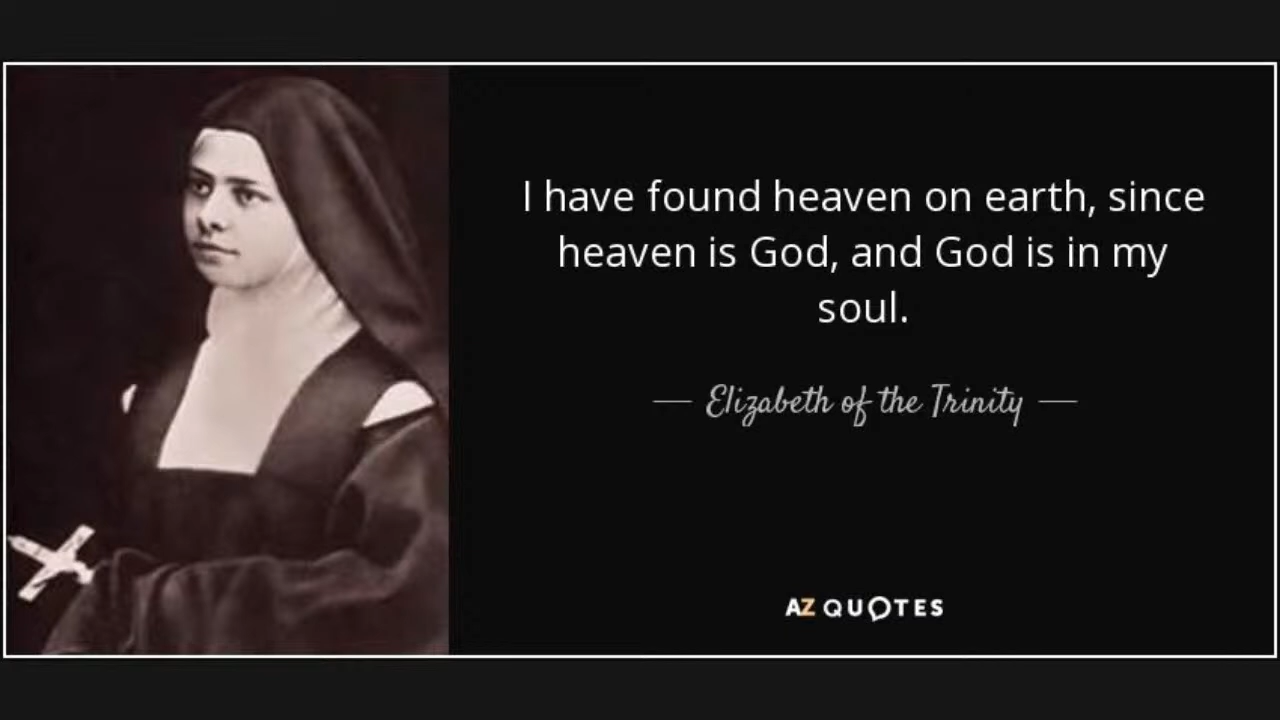 I have found heaven on earth, since
heaven is God, and God is in my
soul.
Elizabeth of the Trinity
AZ QUOTES